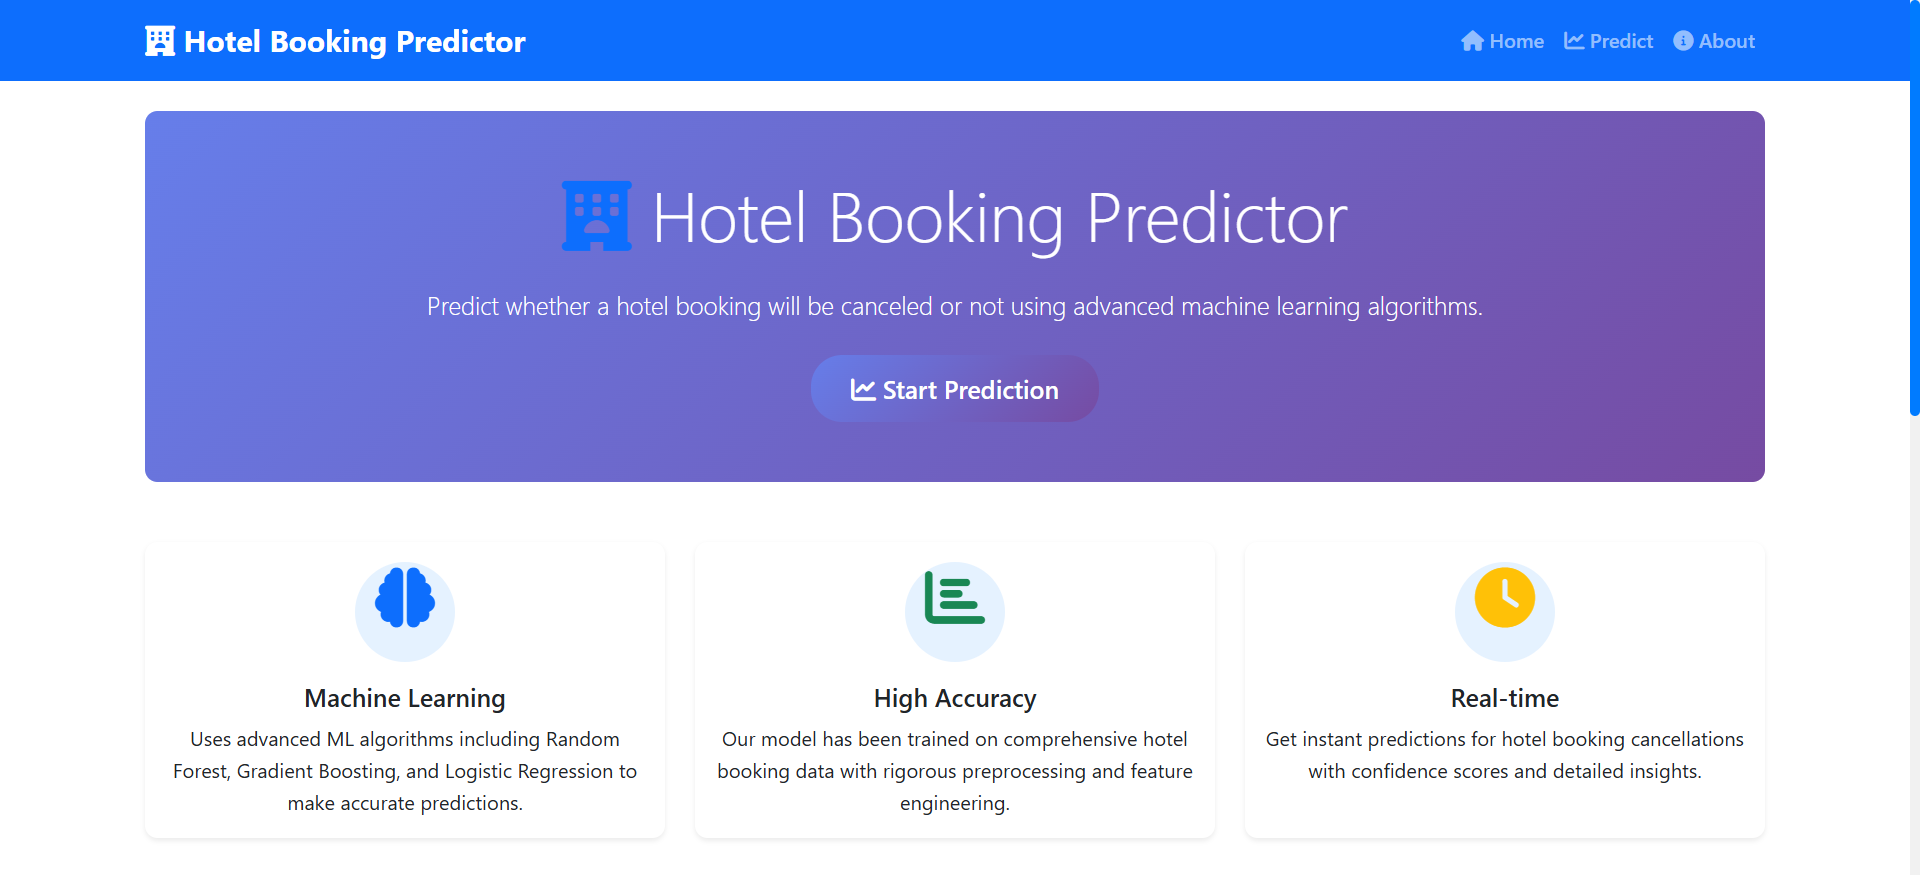 Hotel Booking Predictor
Home
Predict
About
Hotel Booking Predictor
Predict whether a hotel booking will be canceled or not using advanced machine learning algorithms.
Start Prediction
Machine Learning
Uses advanced ML algorithms including Random
Forest, Gradient Boosting, and Logistic Regression to
make accurate predictions.
High Accuracy
Our model has been trained on comprehensive hotel
booking data with rigorous preprocessing and feature
engineering.
Real-time
Get instant predictions for hotel booking cancellations
with confidence scores and detailed insights.